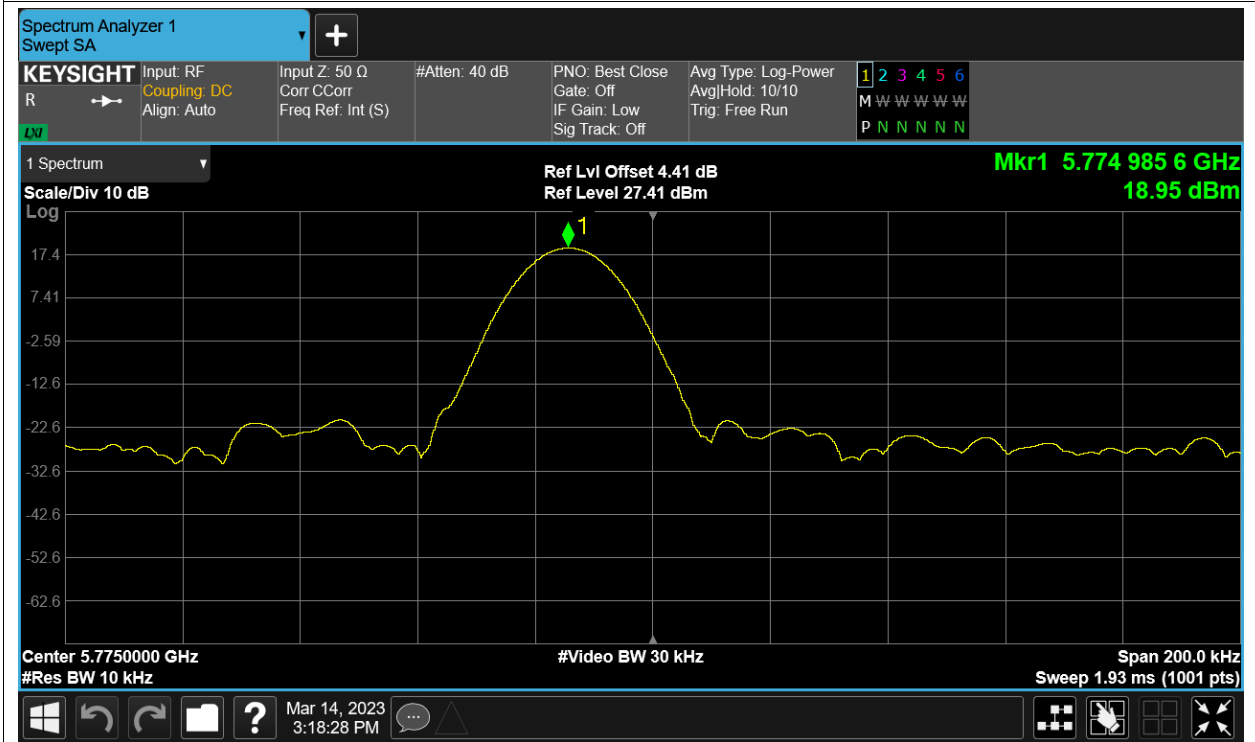 Spectrum Analyzer 1
Swept SA
+
KEYSIGHT
R
LXI
Input: RF
Coupling: DC
Align: Auto
Input Z: 50 Ω
Corr CCorr
Freq Ref: Int (S)
#Atten: 40 dB
PNO: Best Close
Gate: Off
IF Gain: Low
Sig Track: Off
Avg Type: Log-Power
Avg|Hold: 10/10
Trig: Free Run
1 2 3 4 5 6
M W W W W W
P N N N N N
1 Spectrum
Scale/Div 10 dB
Log
Ref Lvl Offset 4.41 dB
Ref Level 27.41 dBm
Mkr1 5.774 985 6 GHz
18.95 dBm
1
17.4
7.41
-2.59
-12.6
-22.6
-32.6
-42.6
-52.6
-62.6
Center 5.7750000 GHz
#Video BW 30 kHz
Span 200.0 kHz
#Res BW 10 kHz
Sweep 1.93 ms (1001 pts)
?
Mar 14, 2023
3:18:28 PM